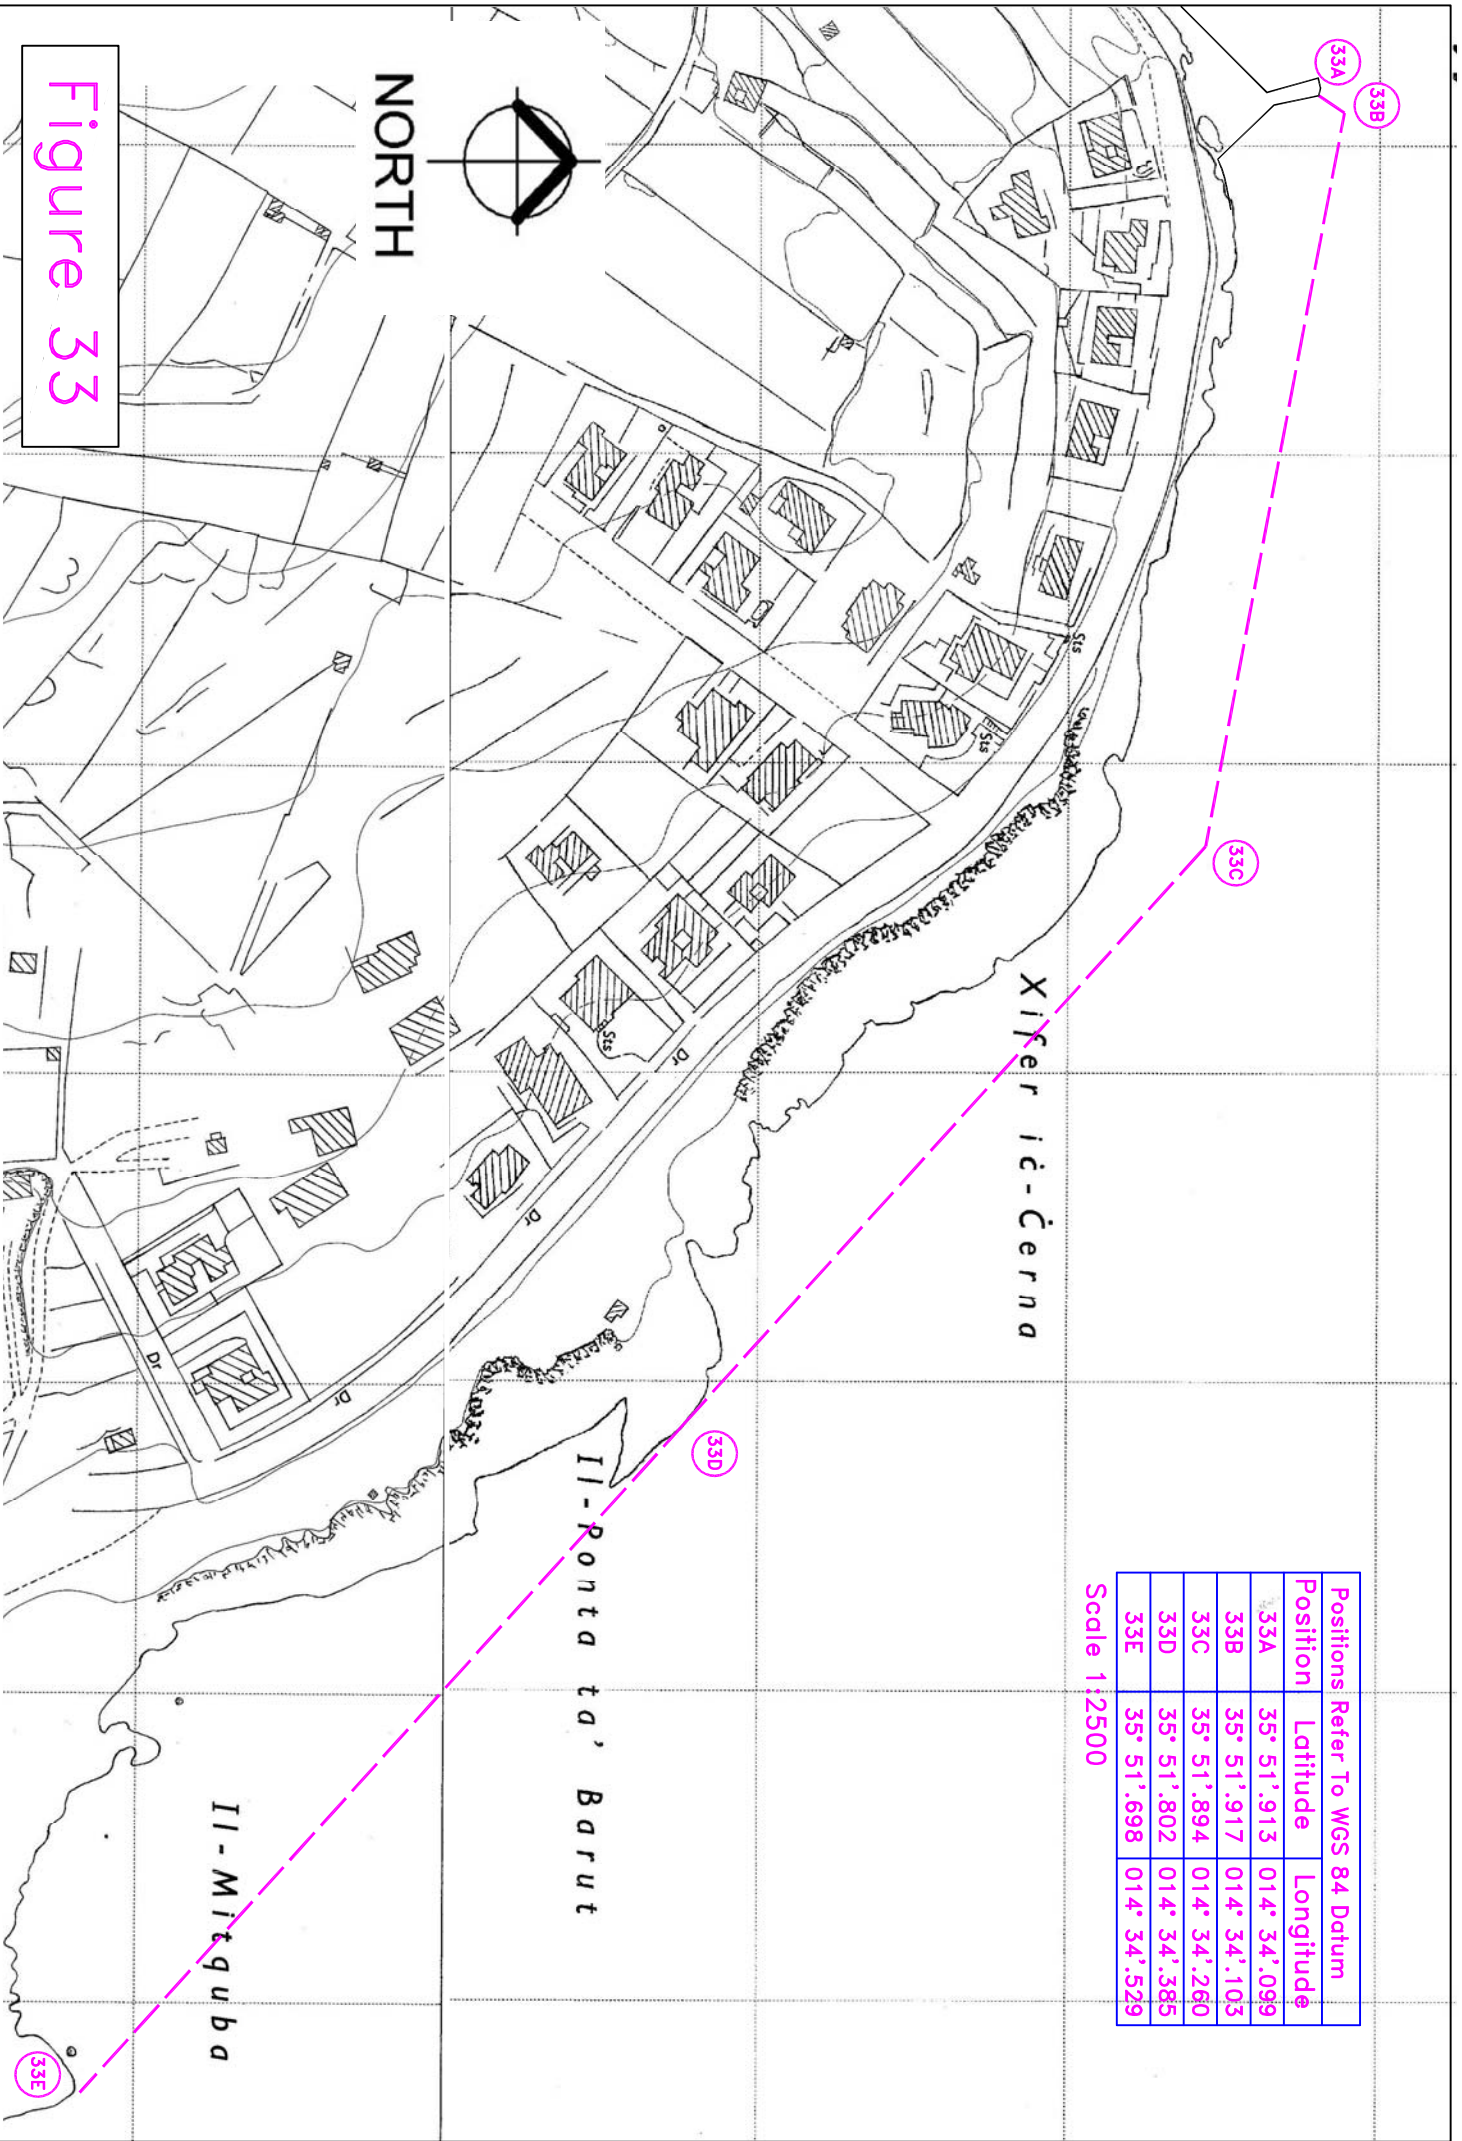 33A
33B
33C
33D
33E
Positions Refer To WGS 84 Datum
Position Latitude Longitude
33A 35° 51'.913 014° 34'.099
33B 35° 51'.917 014° 34'.103
33C 35° 51'.894 014° 34'.260
33D 35° 51'.802 014° 34'.385
33E 35° 51'.698 014° 34'.529
Scale 1:2500
Xifer iċ-Ċerna
Il-Ponta ta' Barut
Il-Mitquba
Sts
Sts
Sts
Dr
Dr
Dr
Dr
NORTH
Figure 33